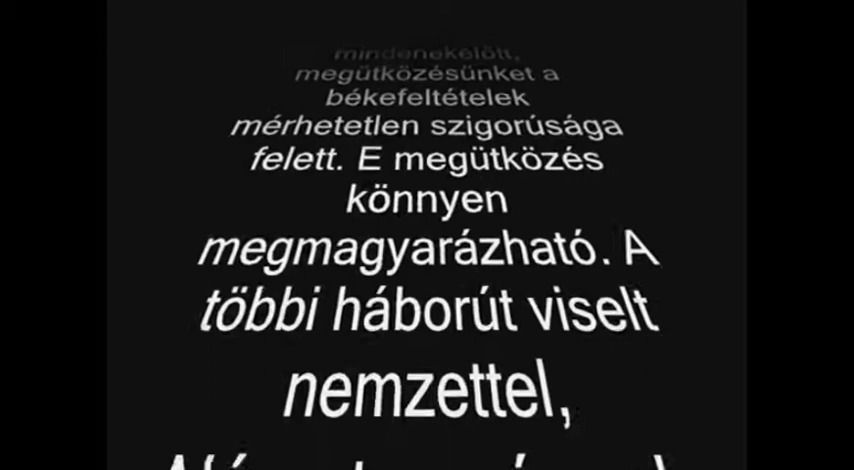 mindenekelőtt,
megütközésünket a
békefeltételek
mérhetetlen szigorúsága
felett. E megütközés
könnyen
megmagyarázható. A
többi háborút viselt
nemzettel,